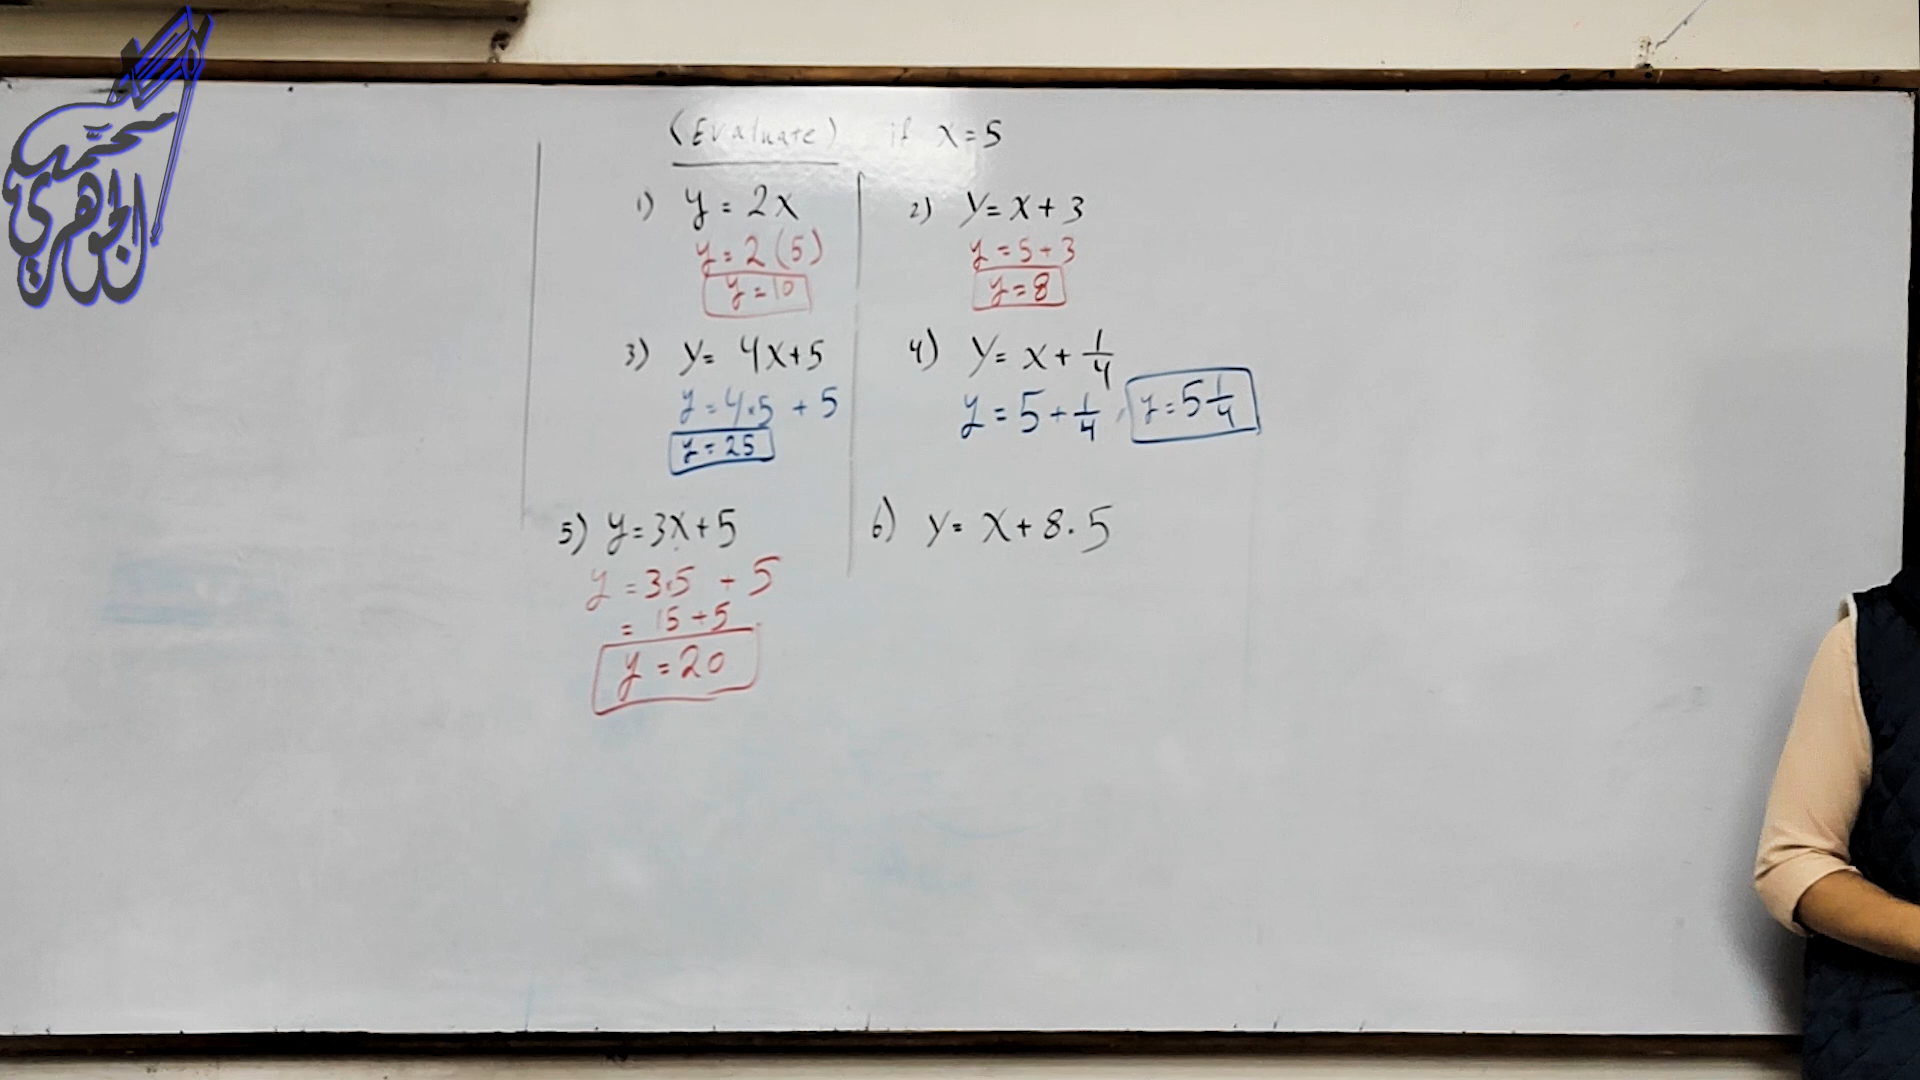 محمد الجوهري
(Evaluate) if x=5
1) y = 2x
y = 2(5)
y = 10
2) y = x + 3
y = 5 + 3
y = 8
3) y = 4x+5
y = 4·5 + 5
y = 25
4) y = x + 1/4
y = 5 + 1/4, y = 5 1/4
5) y = 3x + 5
y = 3·5 + 5
= 15 + 5
y = 20
6) y = x + 8.5